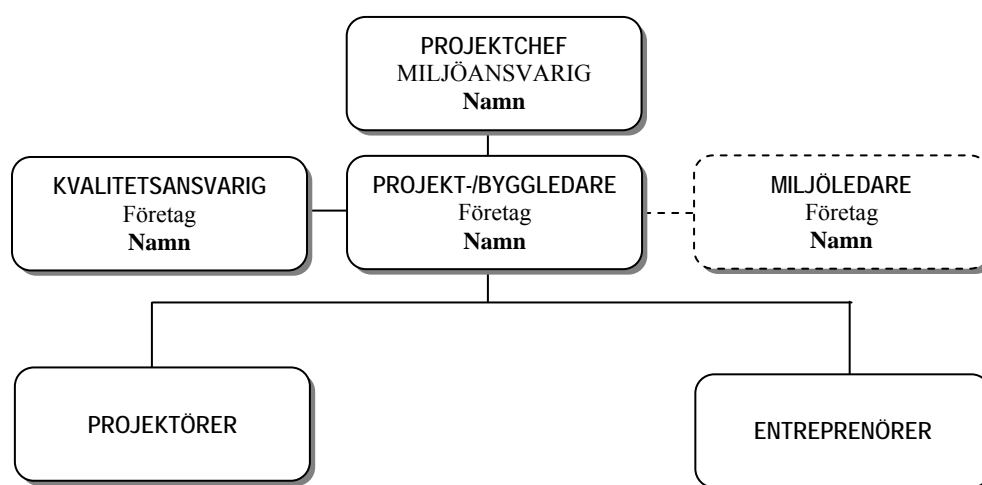 PROJEKTCHEF
MILJÖANSVARIG
Namn
KVALITETSANSVARIG
Företag
Namn
PROJEKT-/BYGGLEDARE
Företag
Namn
MILJÖLEDARE
Företag
Namn
PROJEKTÖRER
ENTREPRENÖRER